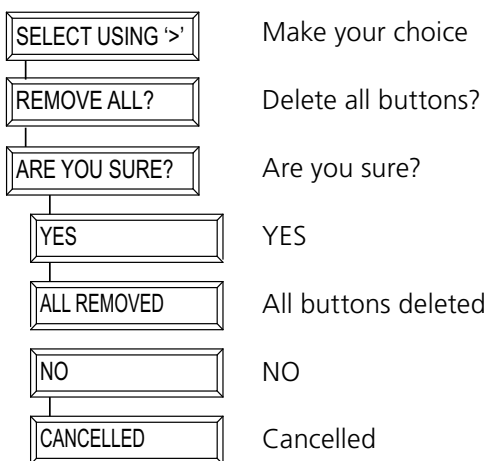 SELECT USING ‘>’ Make your choice
REMOVE ALL? Delete all buttons?
ARE YOU SURE? Are you sure?
YES YES
ALL REMOVED All buttons deleted
NO NO
CANCELLED Cancelled